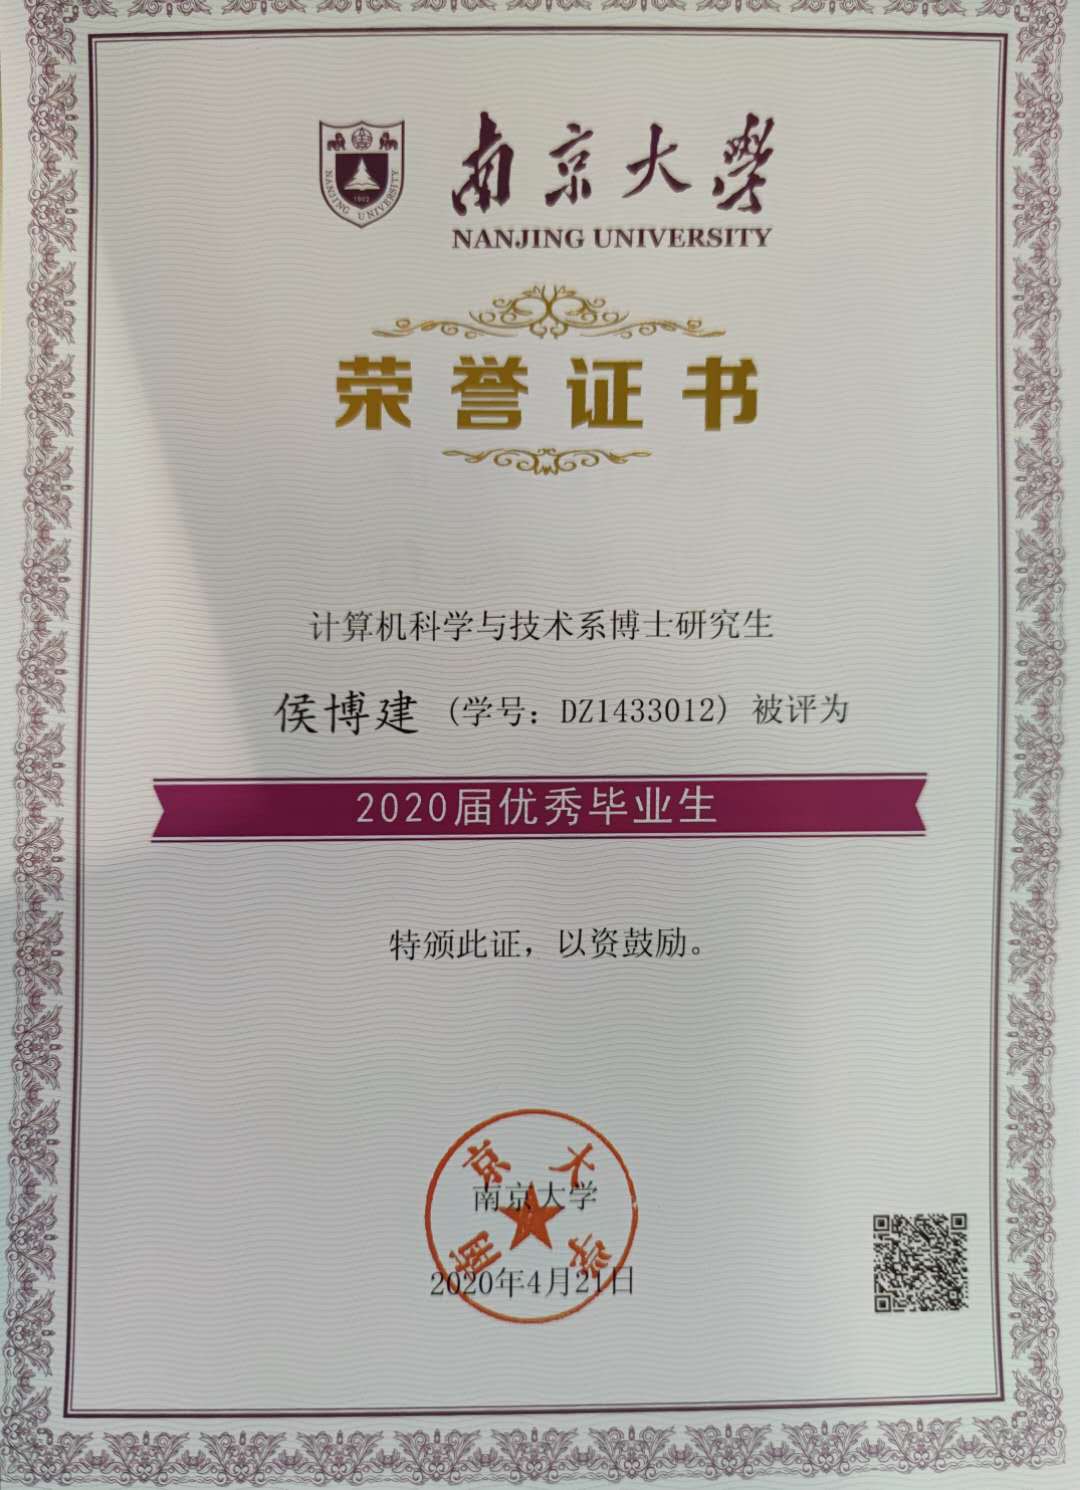 南京大學
NANJING UNIVERSITY
NANJING UNIVERSITY
1902
荣誉证书
计算机科学与技术系博士研究生
侯博建 (学号: DZ1433012) 被评为
2020届优秀毕业生
特颁此证，以资鼓励。
南京大学
南京大学
2020年4月21日